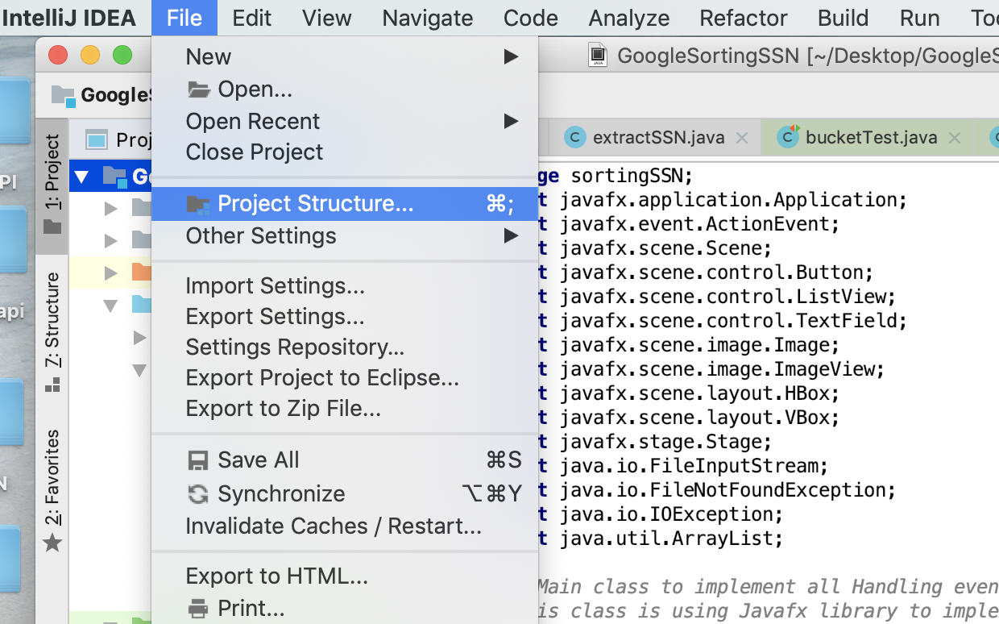 IntelliJ IDEA File Edit View Navigate Code Analyze Refactor Build Run
GoogleSortingSSN [~/Desktop/GoogleS
GoogleS
New
Open...
Open Recent
Close Project
Project Structure... ⌘;
Other Settings
Import Settings...
Export Settings...
Settings Repository...
Export Project to Eclipse...
Export to Zip File...
Save All ⌘S
Synchronize ⌥⌘Y
Invalidate Caches / Restart...
Export to HTML...
Print...
1: Project
7: Structure
2: Favorites
Proj
Go
PI
api
N
extractSSN.java
bucketTest.java
ge sortingSSN;
t javafx.application.Application;
t javafx.event.ActionEvent;
t javafx.scene.Scene;
t javafx.scene.control.Button;
t javafx.scene.control.ListView;
t javafx.scene.control.TextField;
t javafx.scene.image.Image;
t javafx.scene.image.ImageView;
t javafx.scene.layout.HBox;
t javafx.scene.layout.VBox;
t javafx.stage.Stage;
t java.io.FileInputStream;
t java.io.FileNotFoundException;
t java.io.IOException;
t java.util.ArrayList;
Main class to implement all Handling even
is class is using Javafx library to imple